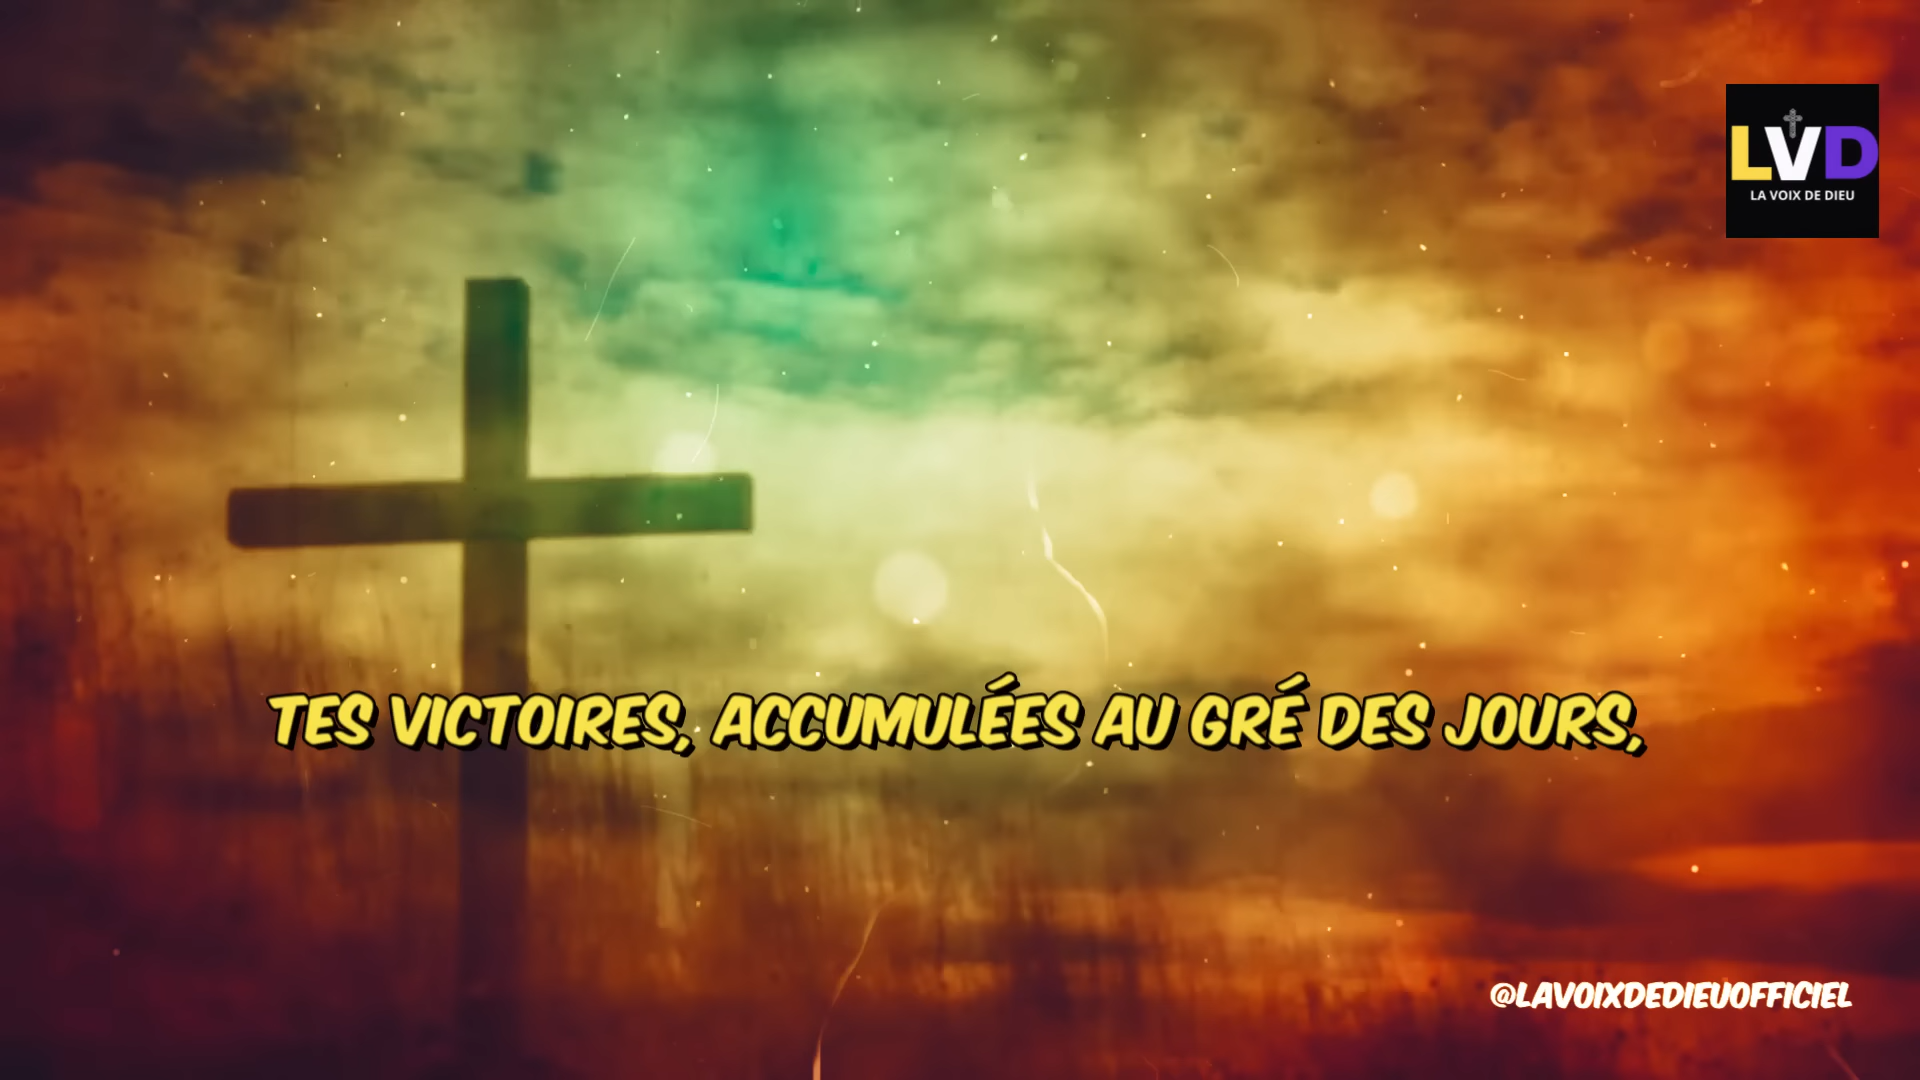 LVD
LA VOIX DE DIEU
TES VICTOIRES, ACCUMULÉES AU GRÉ DES JOURS,
@LAVOIXDEDIEUOFFICIEL